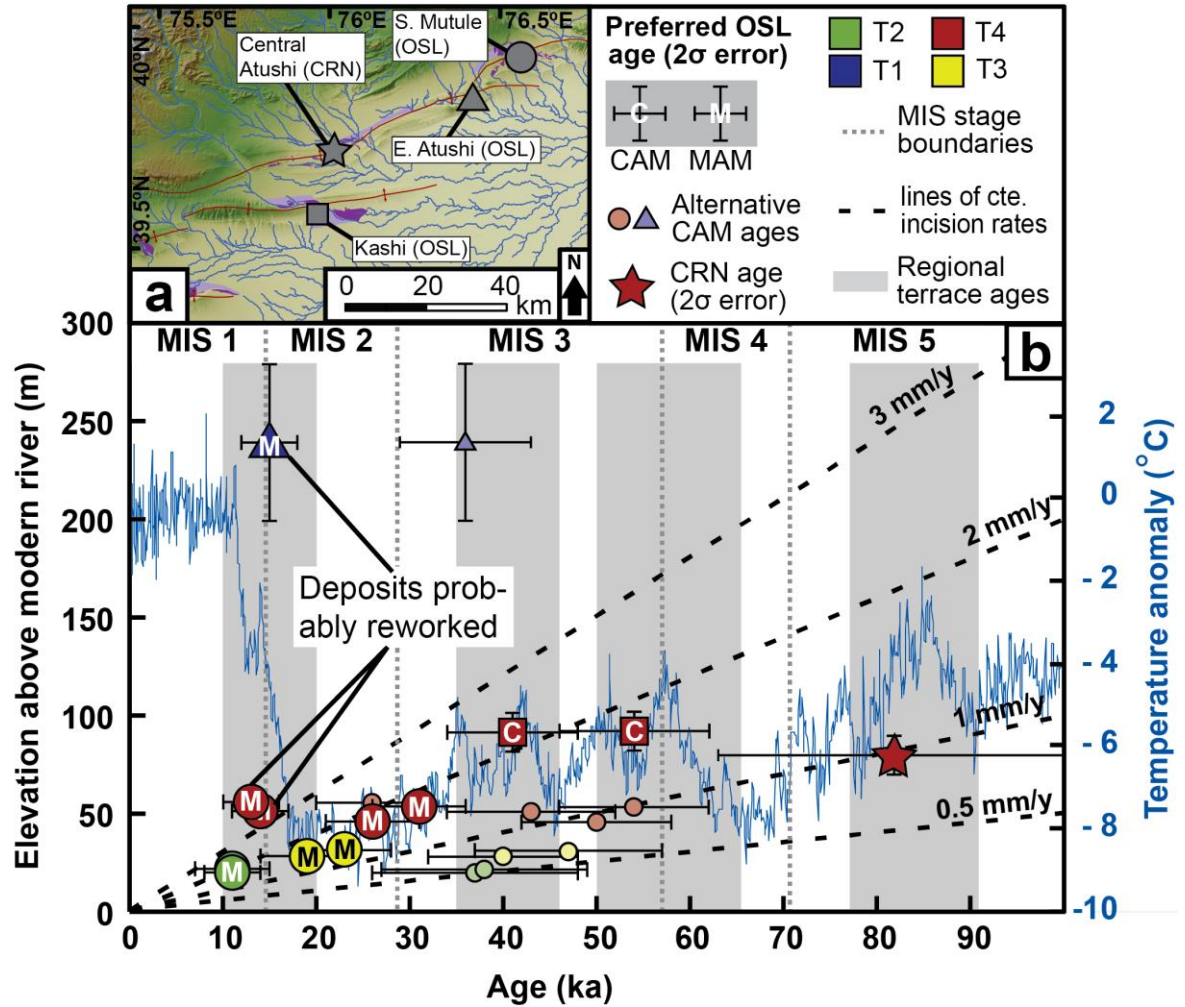 75.5°E
76°E
76.5°E
40°N
39.5°N
Central
Atushi (CRN)
S. Mutule
(OSL)
E. Atushi (OSL)
Kashi (OSL)
a
0 20 40
km
N
Preferred OSL
age (2σ error)
C
M
CAM
MAM
Alternative
CAM ages
CRN age
(2σ error)
T2
T4
T1
T3
MIS stage
boundaries
lines of cte.
incision rates
Regional
terrace ages
MIS 1
MIS 2
MIS 3
MIS 4
MIS 5
b
Elevation above modern river (m)
300
250
200
150
100
50
0
3 mm/y
2 mm/y
1 mm/y
0.5 mm/y
M
Deposits prob-
ably reworked
C
C
M
M
M
M
M
M
M
2
0
- 2
- 4
- 6
- 8
-10
Temperature anomaly (°C)
0 10 20 30 40 50 60 70 80 90
Age (ka)